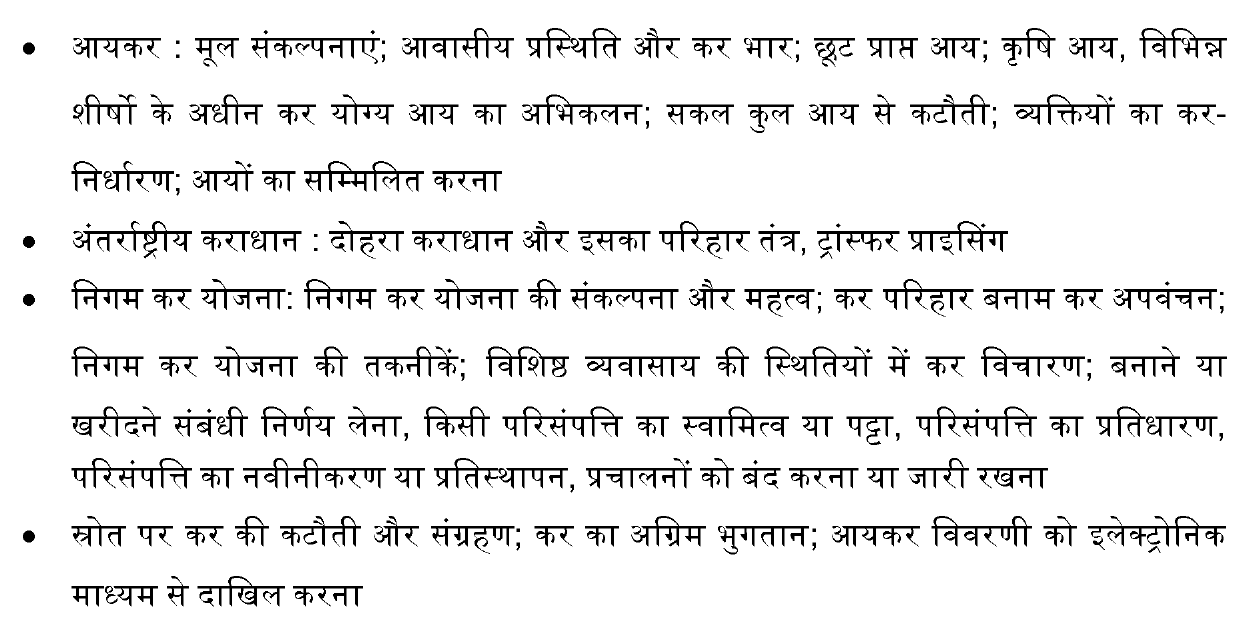 • आयकर : मूल संकल्पनाएं; आवासीय प्रस्थिति और कर भार; छूट प्राप्त आय; कृषि आय, विभिन्न
शीर्षो के अधीन कर योग्य आय का अभिकलन; सकल कुल आय से कटौती; व्यक्तियों का कर-
निर्धारण; आयों का सम्मिलित करना
• अंतर्राष्ट्रीय कराधान : दोहरा कराधान और इसका परिहार तंत्र, ट्रांस्फर प्राइसिंग
• निगम कर योजना: निगम कर योजना की संकल्पना और महत्व; कर परिहार बनाम कर अपवंचन;
निगम कर योजना की तकनीकें; विशिष्ठ व्यवासाय की स्थितियों में कर विचारण; बनाने या
खरीदने संबंधी निर्णय लेना, किसी परिसंपत्ति का स्वामित्व या पट्टा, परिसंपत्ति का प्रतिधारण,
परिसंपत्ति का नवीनीकरण या प्रतिस्थापन, प्रचालनों को बंद करना या जारी रखना
• स्रोत पर कर की कटौती और संग्रहण; कर का अग्रिम भुगतान; आयकर विवरणी को इलेक्ट्रोनिक
माध्यम से दाखिल करना